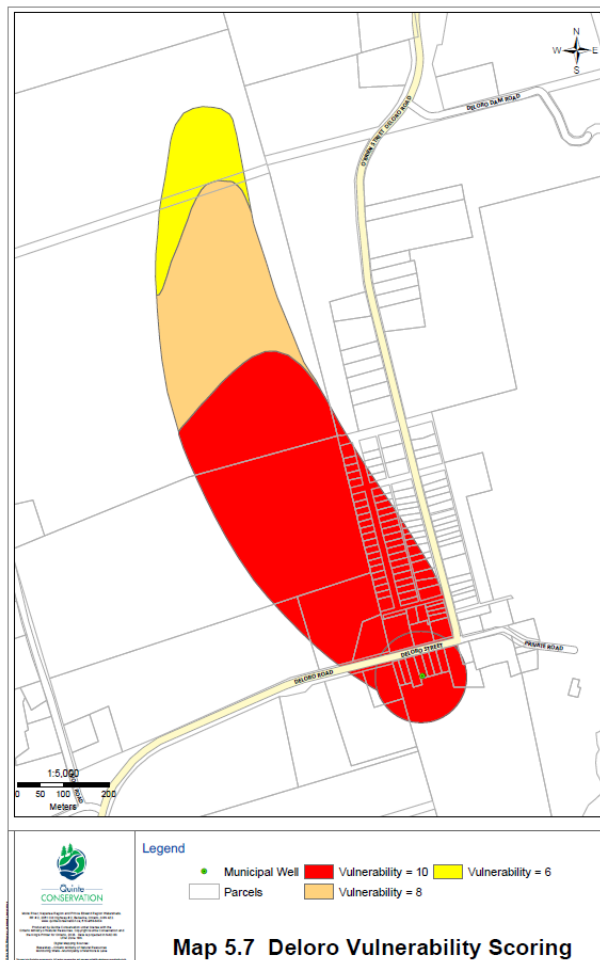 N
W E
S
DELORO DAM ROAD
O'BRIEN STREET DELORO ROAD
DELORO STREET
PRAIRIE ROAD
DELORO ROAD
ROAD
1:5,000
0 50 100 200
Meters
Legend
Municipal Well Vulnerability = 10 Vulnerability = 6
Parcels Vulnerability = 8
Quinte
CONSERVATION
Map 5.7 Deloro Vulnerability Scoring